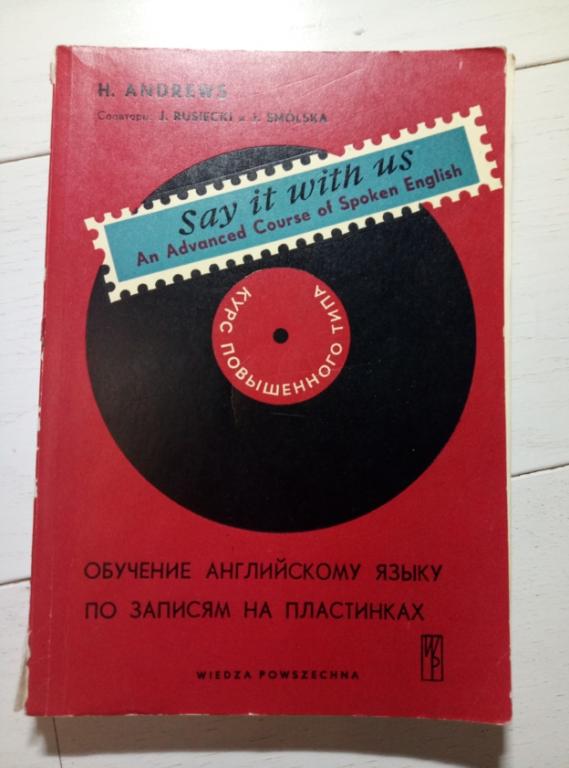 H. ANDREWS
Соавторы: J. RUSIECKI и J. SMÓLSKA
Say it with us
An Advanced Course of Spoken English
КУРС ПОВЫШЕННОГО ТИПА
ОБУЧЕНИЕ АНГЛИЙСКОМУ ЯЗЫКУ
ПО ЗАПИСЯМ НА ПЛАСТИНКАХ
WP
WIEDZA POWSZECHNA